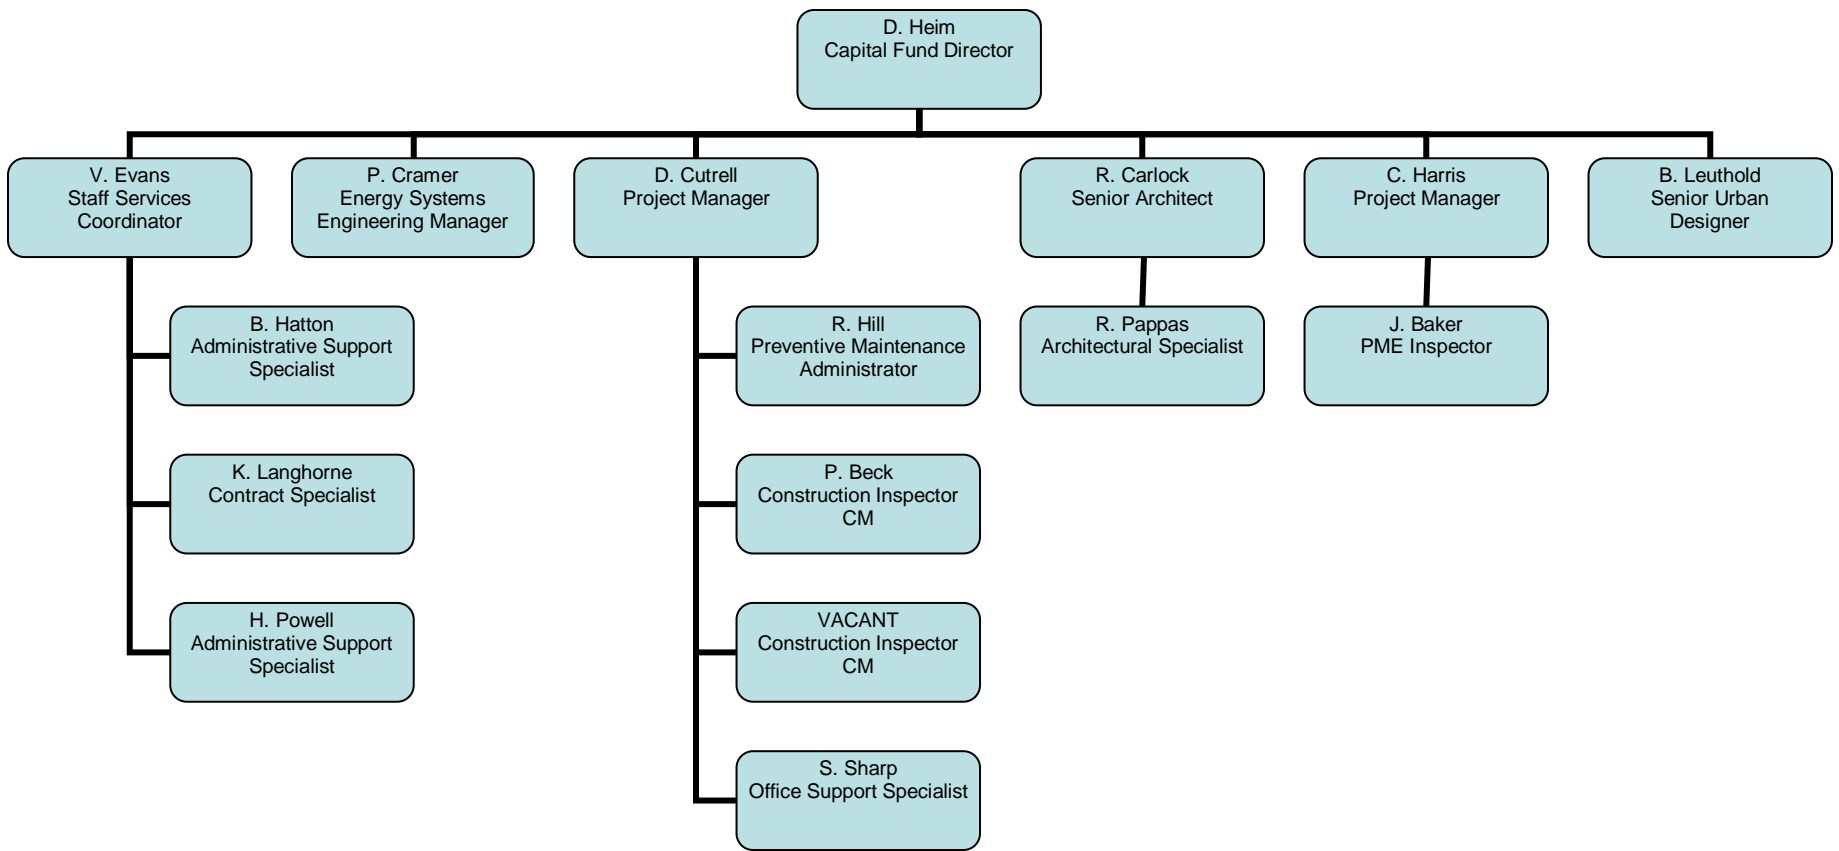 D. Heim
Capital Fund Director
V. Evans
Staff Services
Coordinator
P. Cramer
Energy Systems
Engineering Manager
D. Cutrell
Project Manager
R. Carlock
Senior Architect
C. Harris
Project Manager
B. Leuthold
Senior Urban
Designer
B. Hatton
Administrative Support
Specialist
R. Hill
Preventive Maintenance
Administrator
R. Pappas
Architectural Specialist
J. Baker
PME Inspector
K. Langhorne
Contract Specialist
P. Beck
Construction Inspector
CM
H. Powell
Administrative Support
Specialist
VACANT
Construction Inspector
CM
S. Sharp
Office Support Specialist